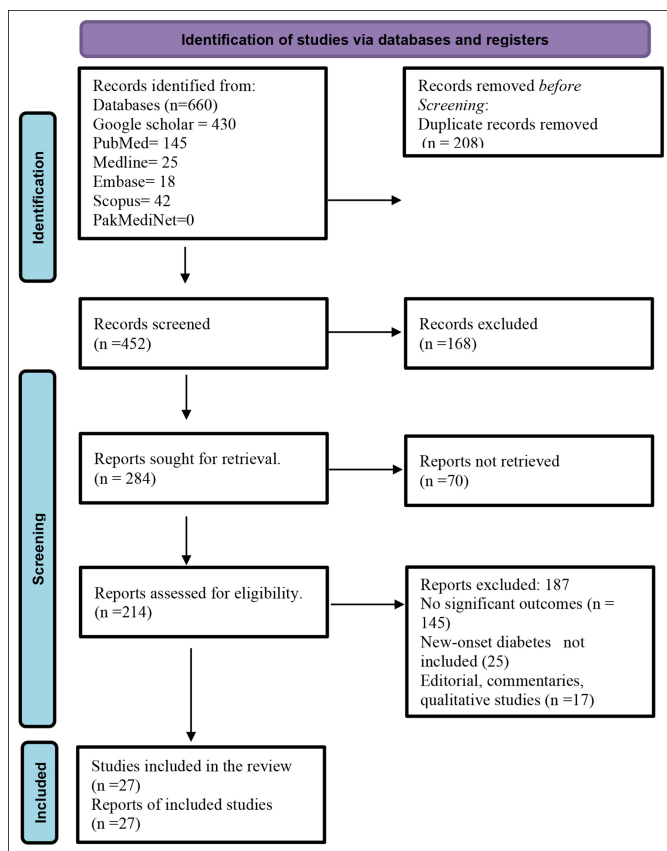 Identification of studies via databases and registers
Identification
Records identified from:
Databases (n=660)
Google scholar = 430
PubMed= 145
Medline= 25
Embase= 18
Scopus= 42
PakMediNet=0
Records removed before
Screening:
Duplicate records removed
(n = 208)
Records screened
(n =452)
Records excluded
(n =168)
Screening
Reports sought for retrieval.
(n = 284)
Reports not retrieved
(n =70)
Reports assessed for eligibility.
(n =214)
Reports excluded: 187
No significant outcomes (n =
145)
New-onset diabetes not
included (25)
Editorial, commentaries,
qualitative studies (n =17)
Included
Studies included in the review
(n =27)
Reports of included studies
(n =27)